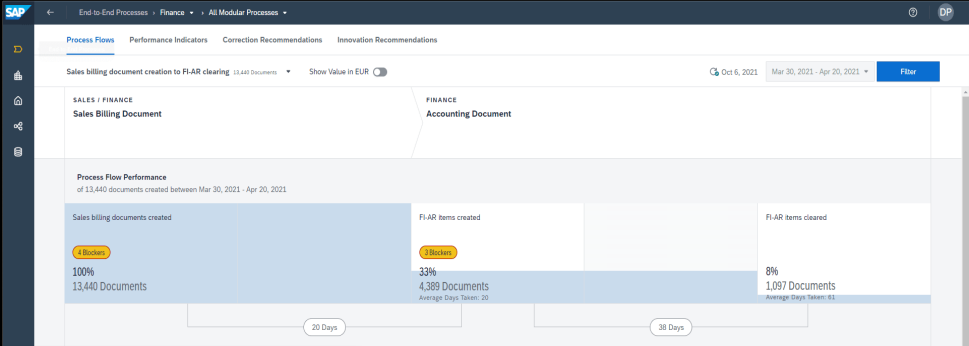 SAP
End-to-End Processes > Finance > All Modular Processes
DP
Process Flows Performance Indicators Correction Recommendations Innovation Recommendations
Sales billing document creation to FI-AR clearing 13,440 Documents Show Value in EUR Oct 6, 2021 Mar 30, 2021 - Apr 20, 2021 Filter
SALES / FINANCE
Sales Billing Document
FINANCE
Accounting Document
Process Flow Performance
of 13,440 documents created between Mar 30, 2021 - Apr 20, 2021
Sales billing documents created
4 Blockers
100%
13,440 Documents
FI-AR items created
3 Blockers
33%
4,389 Documents
Average Days Taken: 20
FI-AR items cleared
8%
1,097 Documents
Average Days Taken: 61
20 Days
38 Days